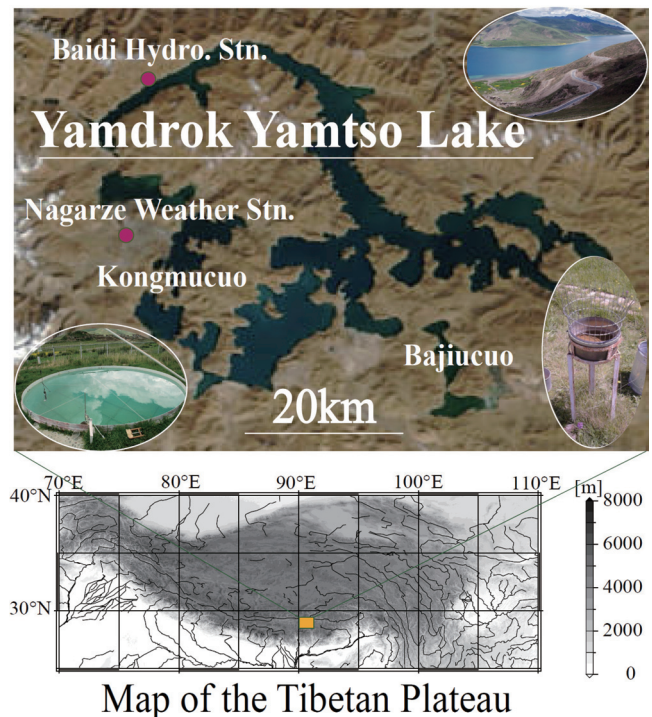 Baidi Hydro. Stn.
Yamdrok Yamtso Lake
Nagarze Weather Stn.
Kongmucuo
Bajiucuo
20km
70°E 80°E 90°E 100°E 110°E
[m]
40°N
8000
6000
30°N
4000
2000
0
Map of the Tibetan Plateau